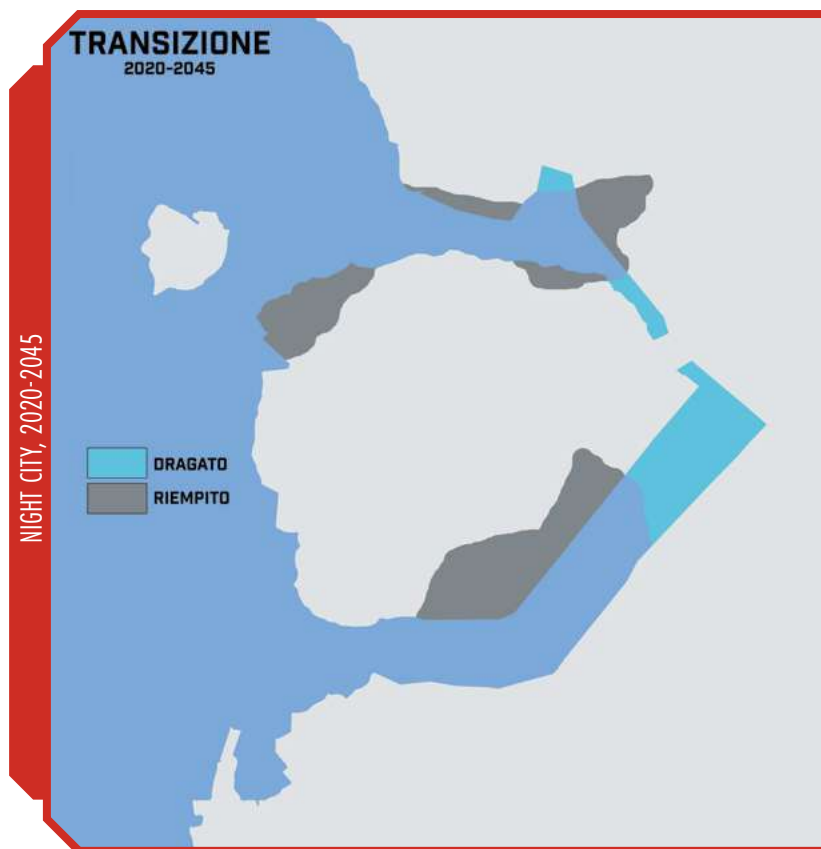 TRANSIZIONE
2020-2045
NIGHT CITY, 2020-2045
DRAGATO
RIEMPITO